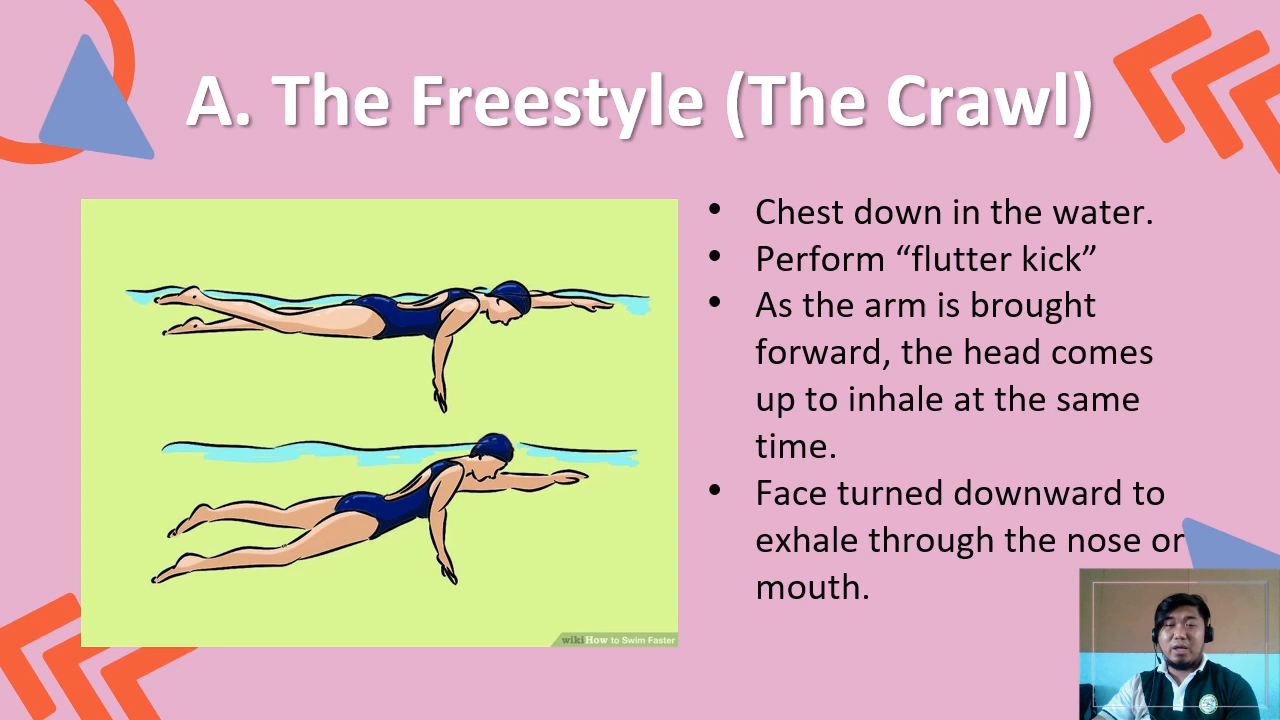 A. The Freestyle (The Crawl)
• Chest down in the water.
• Perform “flutter kick”
• As the arm is brought
forward, the head comes
up to inhale at the same
time.
• Face turned downward to
exhale through the nose or
mouth.
wikiHow to Swim Faster